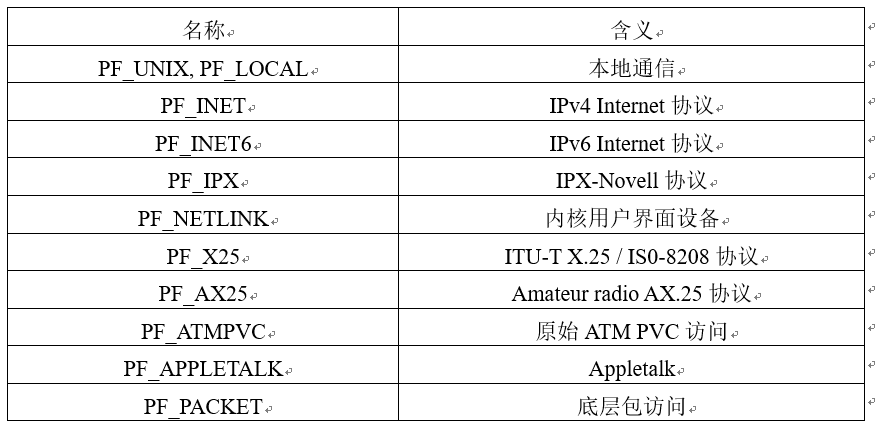 名称 含义
PF_UNIX, PF_LOCAL 本地通信
PF_INET IPv4 Internet 协议
PF_INET6 IPv6 Internet 协议
PF_IPX IPX-Novell 协议
PF_NETLINK 内核用户界面设备
PF_X25 ITU-T X.25 / IS0-8208 协议
PF_AX25 Amateur radio AX.25 协议
PF_ATMPVC 原始 ATM PVC 访问
PF_APPLETALK Appletalk
PF_PACKET 底层包访问